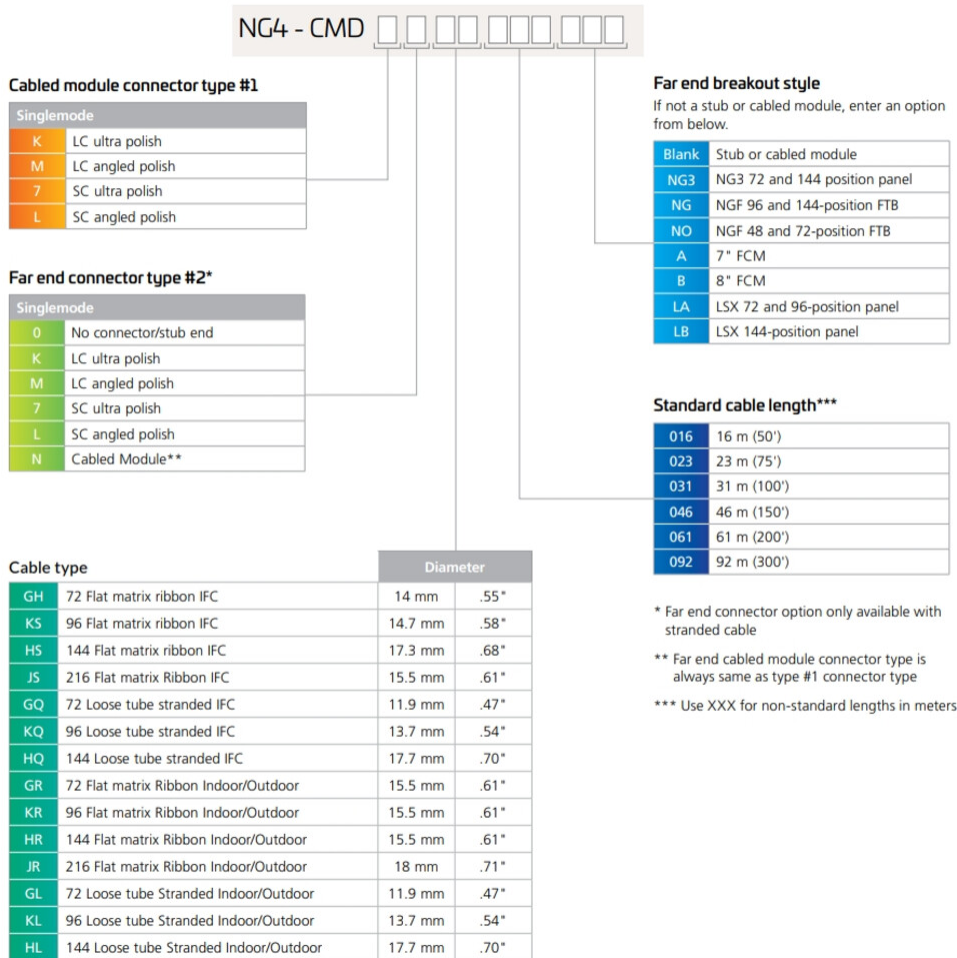 NG4 - CMD
Cabled module connector type #1
Singlemode
K LC ultra polish
M LC angled polish
7 SC ultra polish
L SC angled polish
Far end connector type #2*
Singlemode
0 No connector/stub end
K LC ultra polish
M LC angled polish
7 SC ultra polish
L SC angled polish
N Cabled Module**
Cable type Diameter
GH 72 Flat matrix ribbon IFC 14 mm .55"
KS 96 Flat matrix ribbon IFC 14.7 mm .58"
HS 144 Flat matrix ribbon IFC 17.3 mm .68"
JS 216 Flat matrix Ribbon IFC 15.5 mm .61"
GQ 72 Loose tube stranded IFC 11.9 mm .47"
KQ 96 Loose tube stranded IFC 13.7 mm .54"
HQ 144 Loose tube stranded IFC 17.7 mm .70"
GR 72 Flat matrix Ribbon Indoor/Outdoor 15.5 mm .61"
KR 96 Flat matrix Ribbon Indoor/Outdoor 15.5 mm .61"
HR 144 Flat matrix Ribbon Indoor/Outdoor 15.5 mm .61"
JR 216 Flat matrix Ribbon Indoor/Outdoor 18 mm .71"
GL 72 Loose tube Stranded Indoor/Outdoor 11.9 mm .47"
KL 96 Loose tube Stranded Indoor/Outdoor 13.7 mm .54"
HL 144 Loose tube Stranded Indoor/Outdoor 17.7 mm .70"
Far end breakout style
If not a stub or cabled module, enter an option
from below.
Blank Stub or cabled module
NG3 NG3 72 and 144 position panel
NG NGF 96 and 144-position FTB
NO NGF 48 and 72-position FTB
A 7" FCM
B 8" FCM
LA LSX 72 and 96-position panel
LB LSX 144-position panel
Standard cable length***
016 16 m (50')
023 23 m (75')
031 31 m (100')
046 46 m (150')
061 61 m (200')
092 92 m (300')
* Far end connector option only available with
stranded cable
** Far end cabled module connector type is
always same as type #1 connector type
*** Use XXX for non-standard lengths in meters